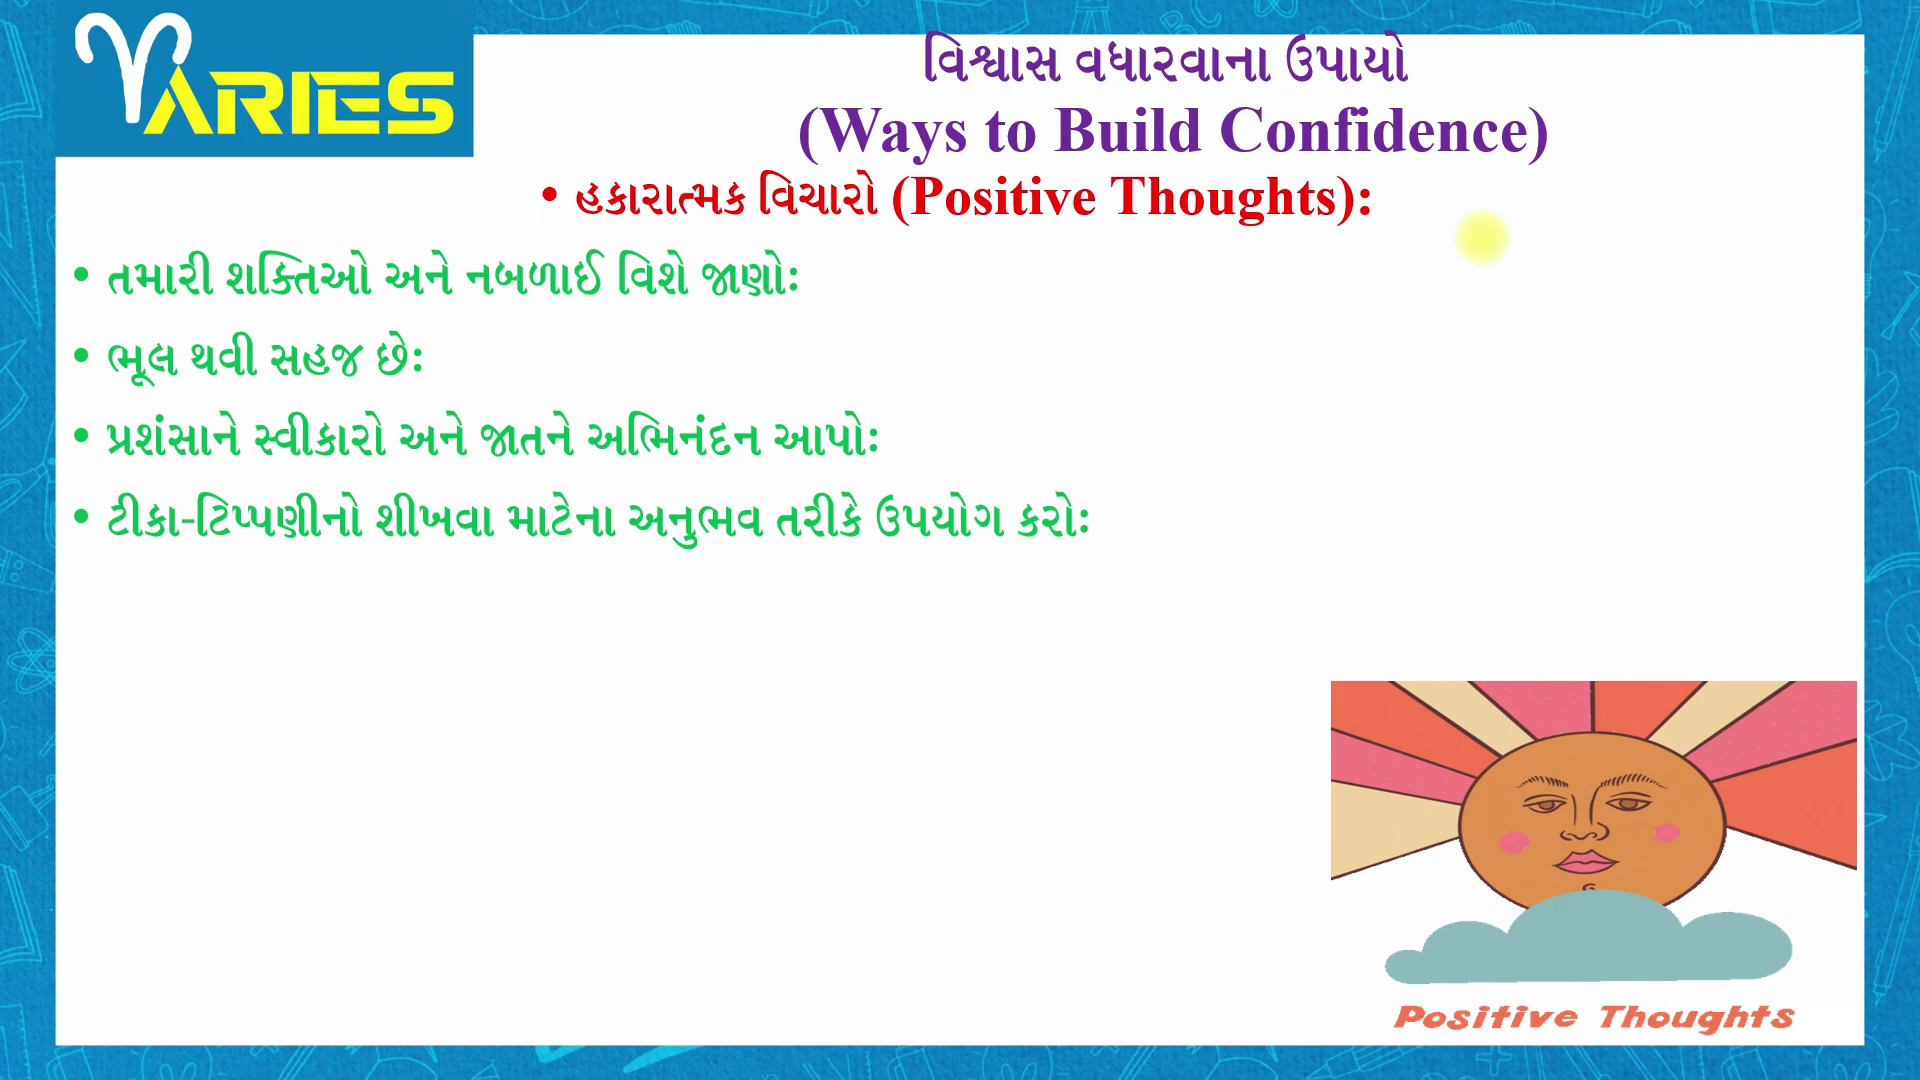 ARIES
વિશ્વાસ વધારવાના ઉપાયો
(Ways to Build Confidence)
• હકારાત્મક વિચારો (Positive Thoughts):
• તમારી શક્તિઓ અને નબળાઈ વિશે જાણોઃ
• ભૂલ થવી સહજ છેઃ
• પ્રશંસાને સ્વીકારો અને જાતને અભિનંદન આપોઃ
• ટીકા-ટિપ્પણીનો શીખવા માટેના અનુભવ તરીકે ઉપયોગ કરોઃ
Positive Thoughts